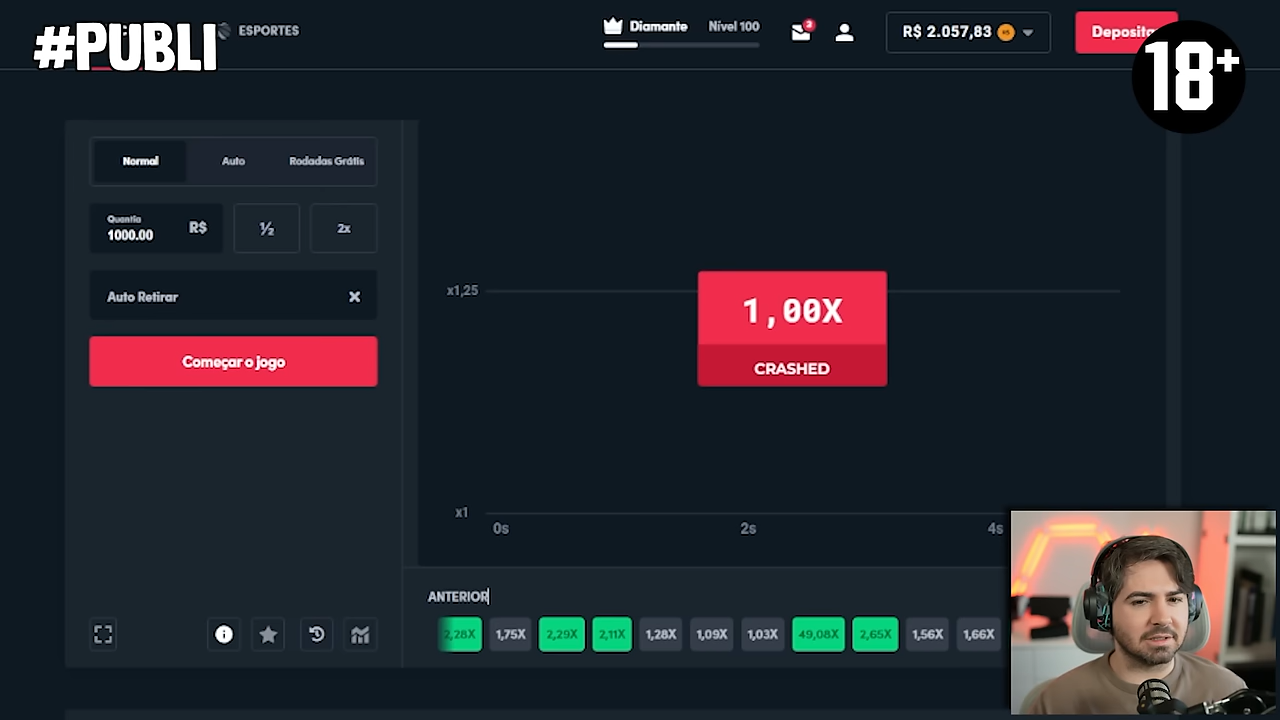 #PUBLI
ESPORTES
Diamante
Nível 100
3
R$ 2.057,83
R$
Deposita
18+
Normal
Auto
Rodadas Grátis
Quantia
1000.00
R$
½
2x
Auto Retirar
Começar o jogo
x1,25
1,00X
CRASHED
x1
0s
2s
4s
ANTERIOR
2,28X
1,75X
2,29X
2,11X
1,28X
1,09X
1,03X
49,08X
2,65X
1,56X
1,66X